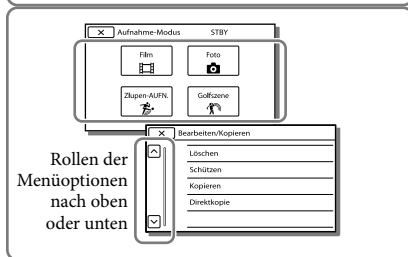 Aufnahme-Modus STBY
Film Foto
Zlupen-AUFN. Golfszene
Bearbeiten/Kopieren
Löschen
Schützen
Kopieren
Direktkopie
Rollen der
Menüoptionen
nach oben
oder unten